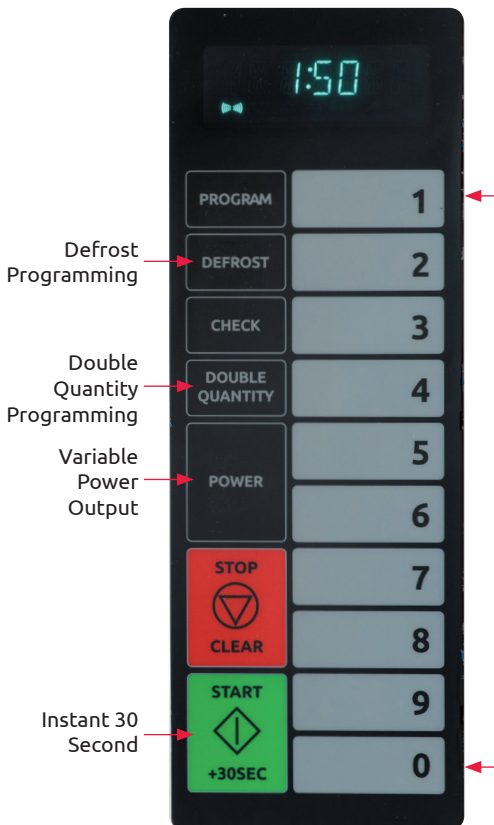 1:50
PROGRAM
1
Defrost
Programming
DEFROST
2
CHECK
3
Double
Quantity
Programming
DOUBLE
QUANTITY
4
Variable
Power
Output
POWER
5
6
STOP
CLEAR
7
8
Instant 30
Second
START
+30SEC
9
0